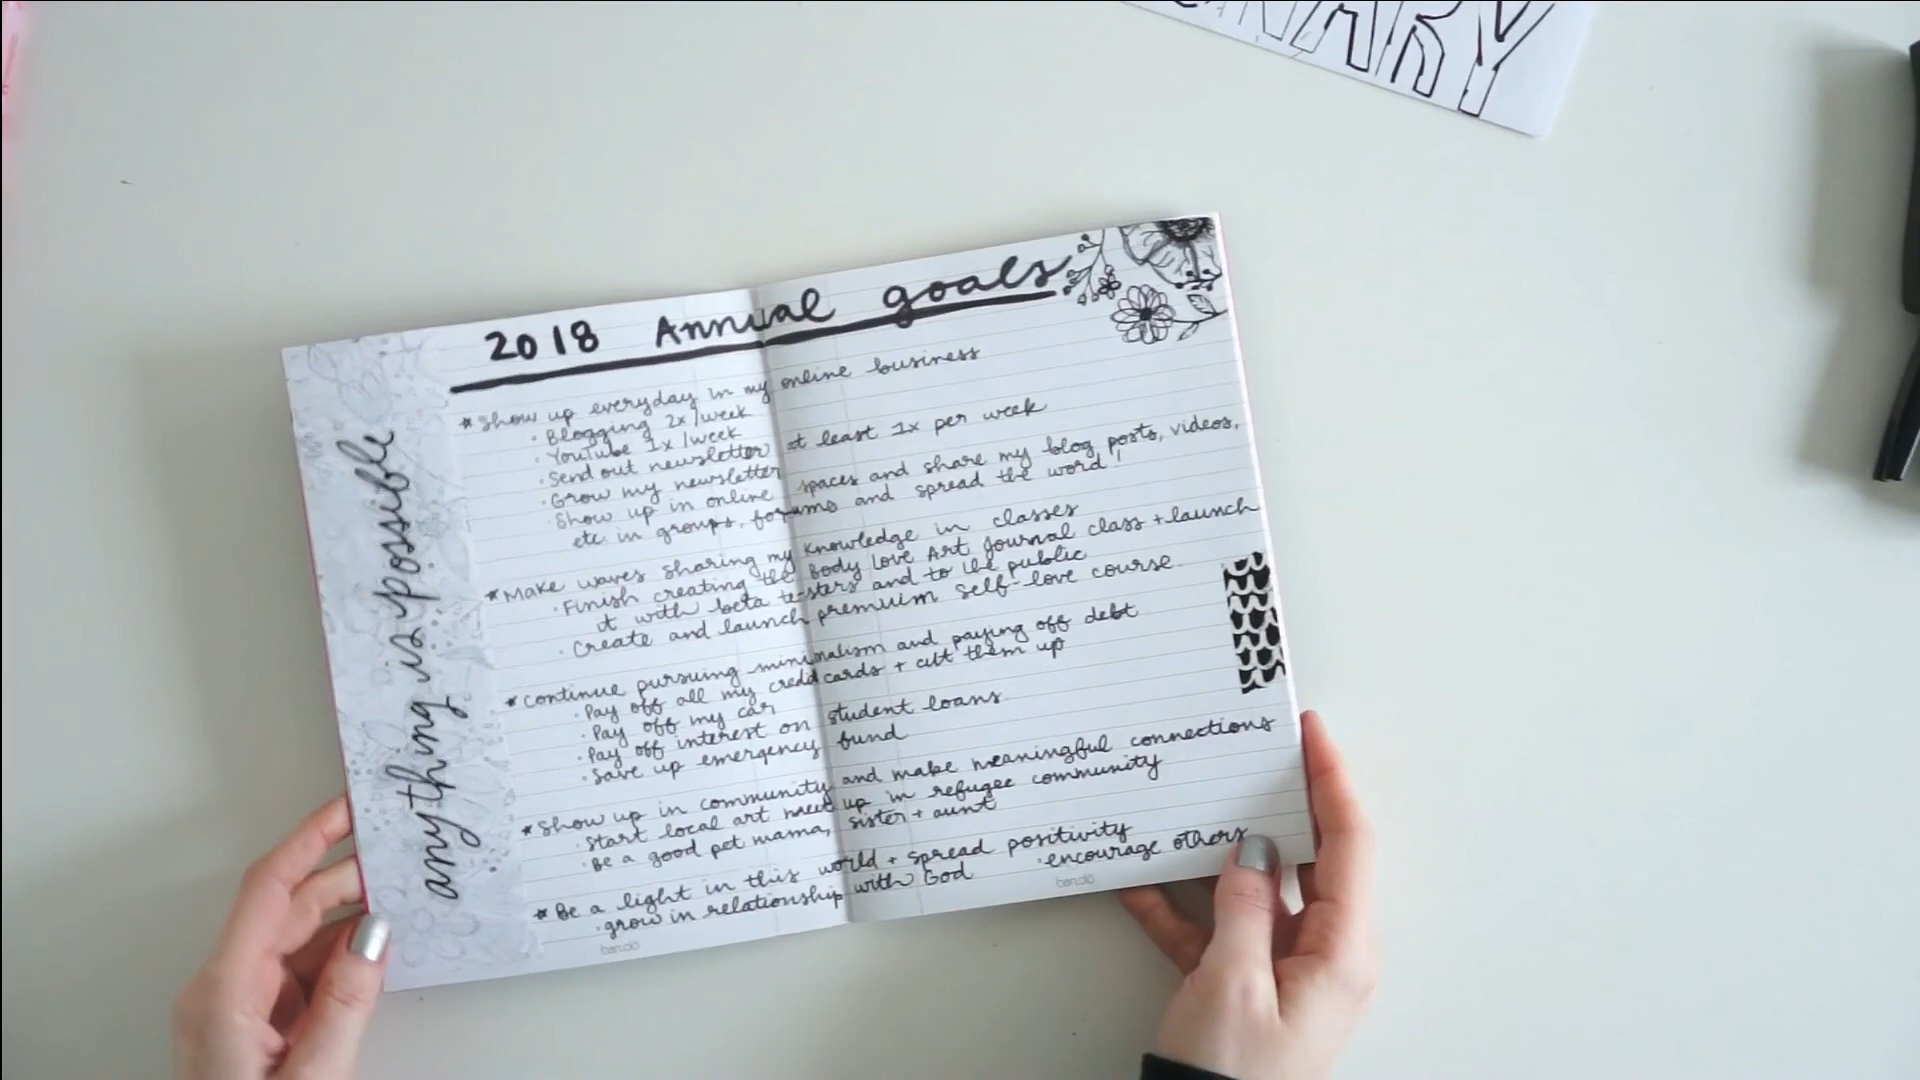 NARY
2018 Annual goals
anything is possible
* Show up everyday in my online business
· Blogging 2x/week
· YouTube 1x/week
· Send out newsletter at least 1x per week
· Grow my newsletter
· Show up in online spaces and share my blog posts, videos,
etc. in groups, forums and spread the word!
* Make waves sharing my knowledge in classes
· Finish creating the Body Love Art Journal class + launch
it with beta testers and to the public
· Create and launch premium self-love course.
* Continue pursuing minimalism and paying off debt
· Pay off all my credit cards + cut them up
· Pay off my car
· Pay off interest on student loans
· Save up emergency fund
* Show up in community and make meaningful connections
· Start local art meet up in refugee community
· Be a good pet mama, sister + aunt
* Be a light in this world + spread positivity
· grow in relationship with God · encourage others
ban.dō
ban.dō